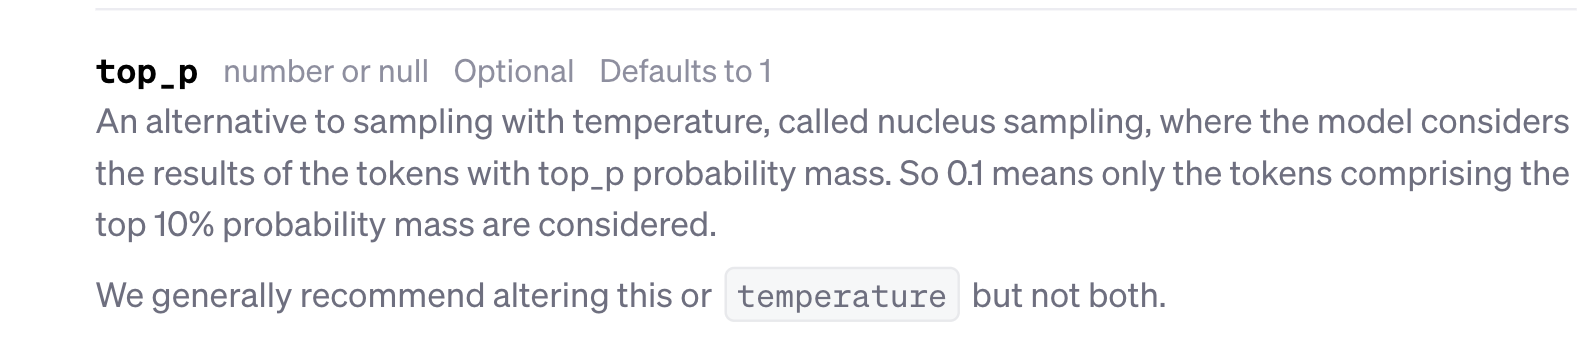 top_p number or null Optional Defaults to 1
An alternative to sampling with temperature, called nucleus sampling, where the model considers
the results of the tokens with top_p probability mass. So 0.1 means only the tokens comprising the
top 10% probability mass are considered.
We generally recommend altering this or temperature but not both.